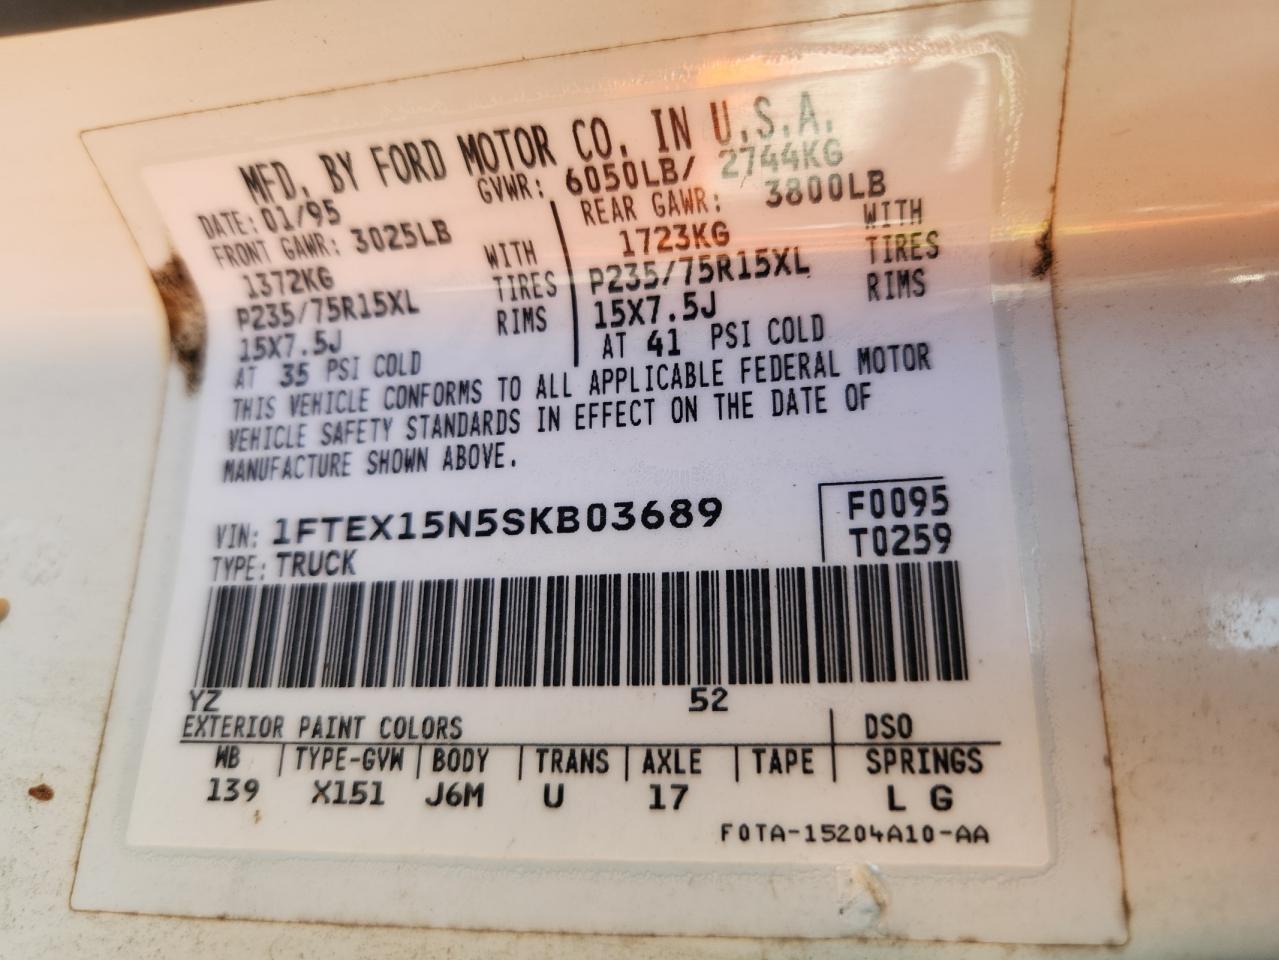 MFD. BY FORD MOTOR CO. IN U.S.A.
DATE: 01/95 GVWR: 6050LB/ 2744KG
FRONT GAWR: 3025LB REAR GAWR: 3800LB
1372KG WITH 1723KG WITH
P235/75R15XL TIRES P235/75R15XL TIRES
15X7.5J RIMS 15X7.5J RIMS
AT 35 PSI COLD AT 41 PSI COLD
THIS VEHICLE CONFORMS TO ALL APPLICABLE FEDERAL MOTOR
VEHICLE SAFETY STANDARDS IN EFFECT ON THE DATE OF
MANUFACTURE SHOWN ABOVE.
VIN: 1FTEX15N5SKB03689 F0095
TYPE: TRUCK T0259
YZ 52
EXTERIOR PAINT COLORS DSO
WB TYPE-GVW BODY TRANS AXLE TAPE SPRINGS
139 X151 J6M U 17 L G
F0TA-15204A10-AA